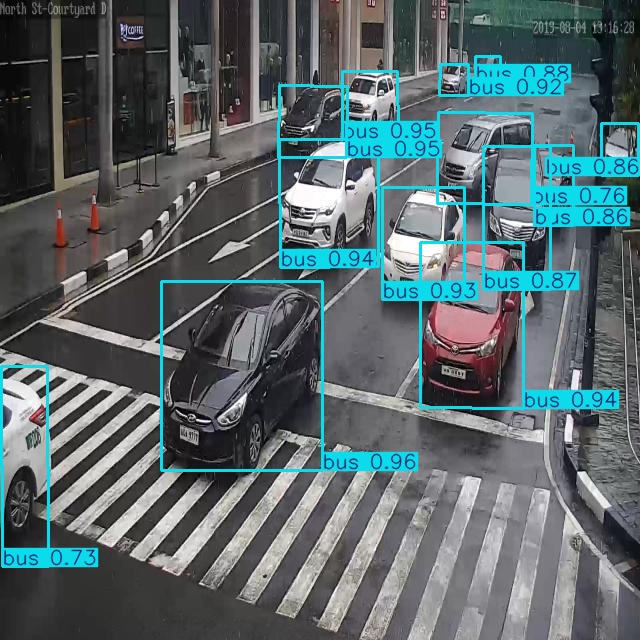 North St-Courtyard D
2019-08-04 13:16:28
COFFEE
bus 0.88
bus 0.92
bus 0.95
bus 0.95
bus 0.86
bus 0.76
bus 0.86
bus 0.94
bus 0.87
bus 0.93
bus 0.94
bus 0.96
bus 0.73